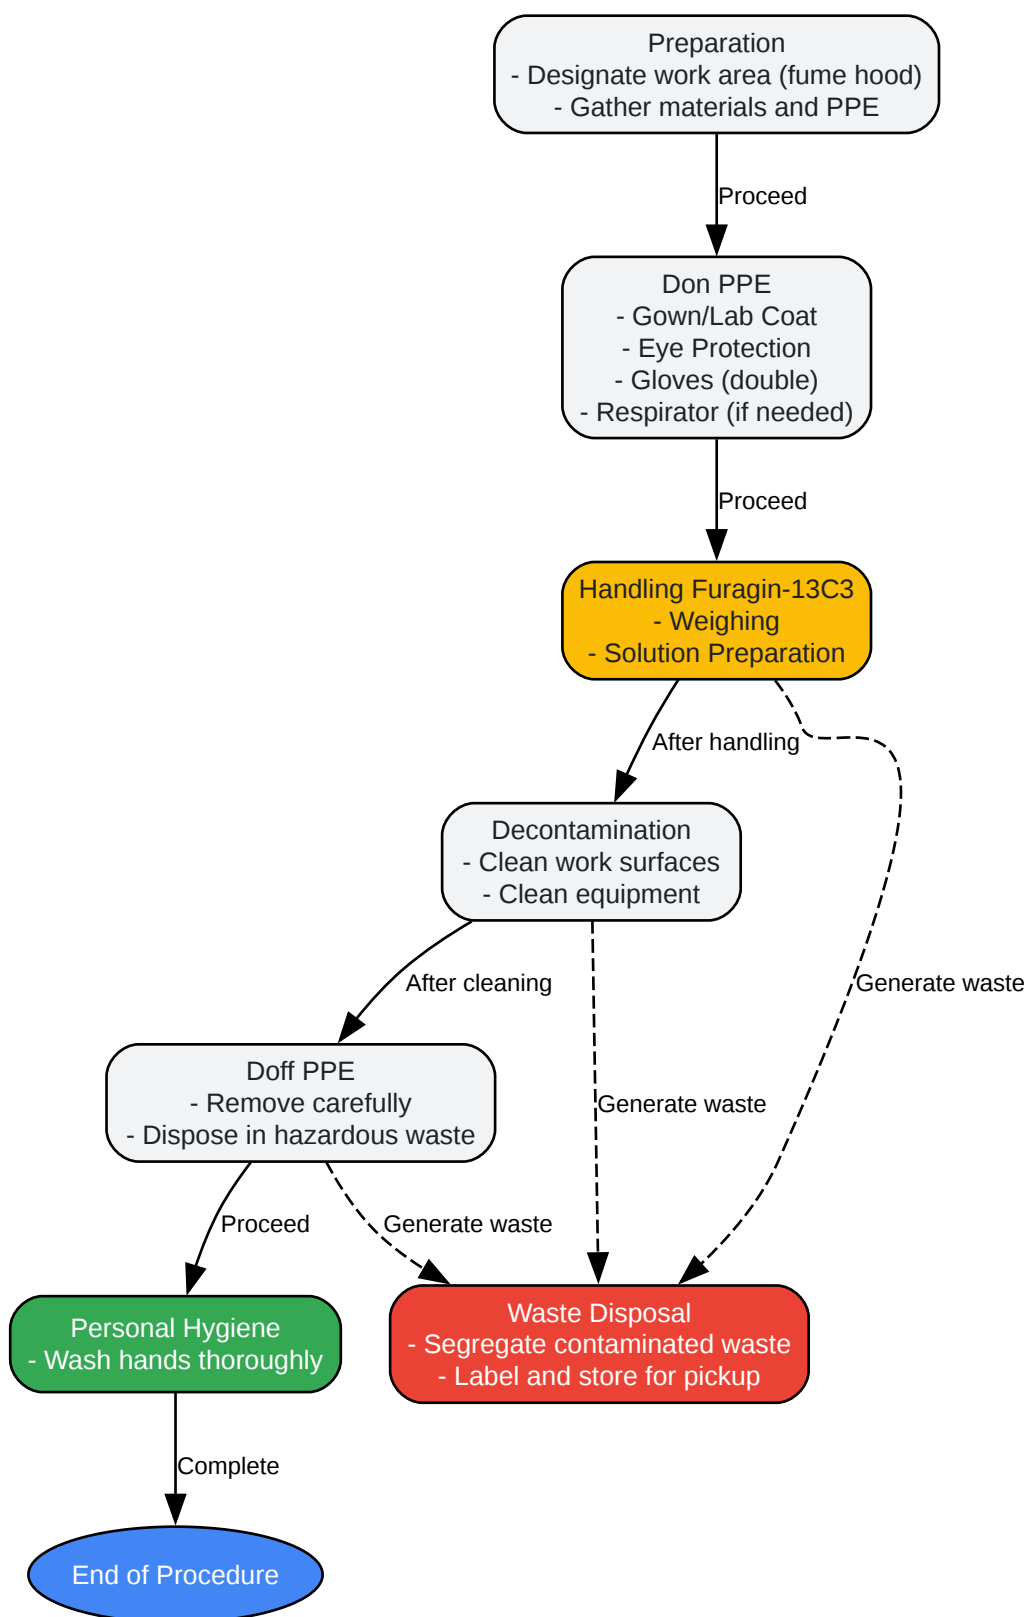 Preparation
- Designate work area (fume hood)
- Gather materials and PPE
Proceed
Don PPE
- Gown/Lab Coat
- Eye Protection
- Gloves (double)
- Respirator (if needed)
Proceed
Handling Furagin-13C3
- Weighing
- Solution Preparation
After handling
Decontamination
- Clean work surfaces
- Clean equipment
After cleaning
Generate waste
Doff PPE
- Remove carefully
- Dispose in hazardous waste
Generate waste
Proceed
Generate waste
Personal Hygiene
- Wash hands thoroughly
Waste Disposal
- Segregate contaminated waste
- Label and store for pickup
Complete
End of Procedure